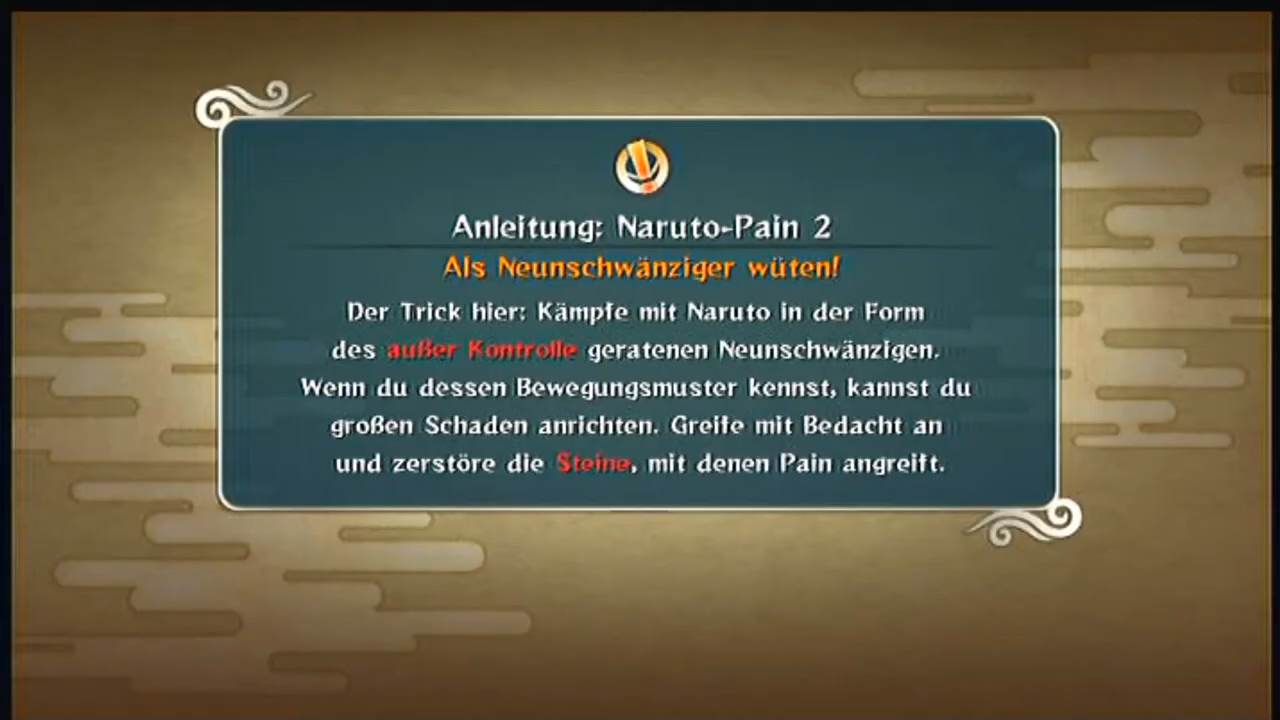 Anleitung: Naruto-Pain 2
Als Neunschwänziger wüten!
Der Trick hier: Kämpfe mit Naruto in der Form
des außer Kontrolle geratenen Neunschwänzigen.
Wenn du dessen Bewegungsmuster kennst, kannst du
großen Schaden anrichten. Greife mit Bedacht an
und zerstöre die Steine, mit denen Pain angreift.